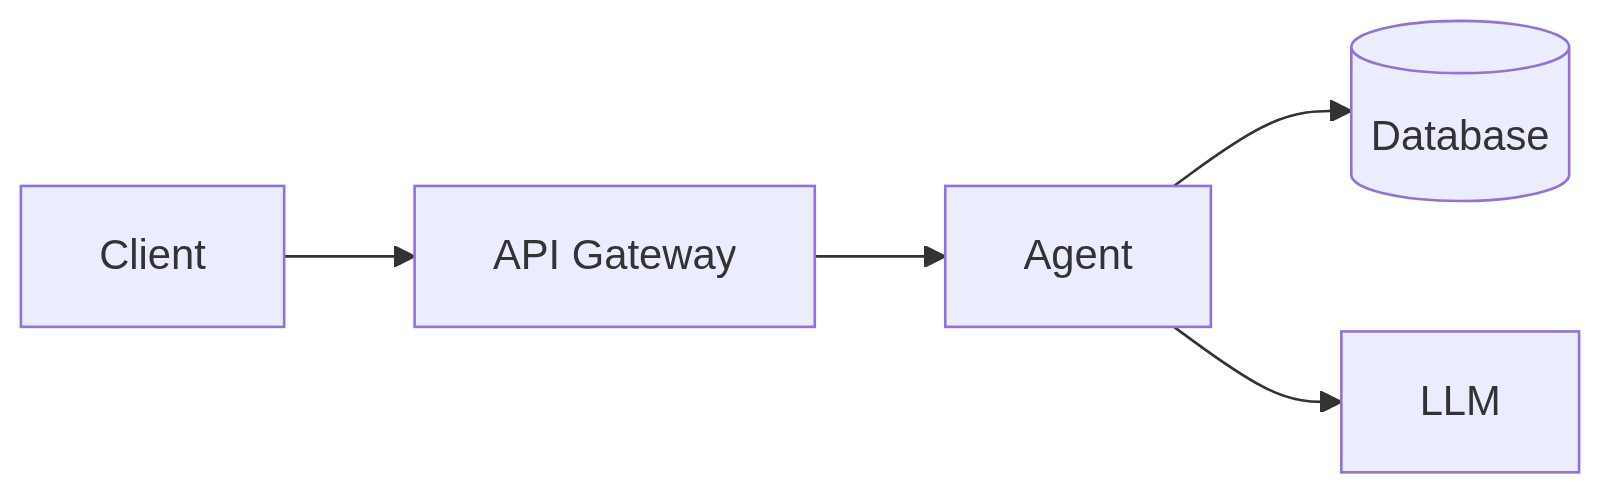 Client
API Gateway
Agent
Database
LLM